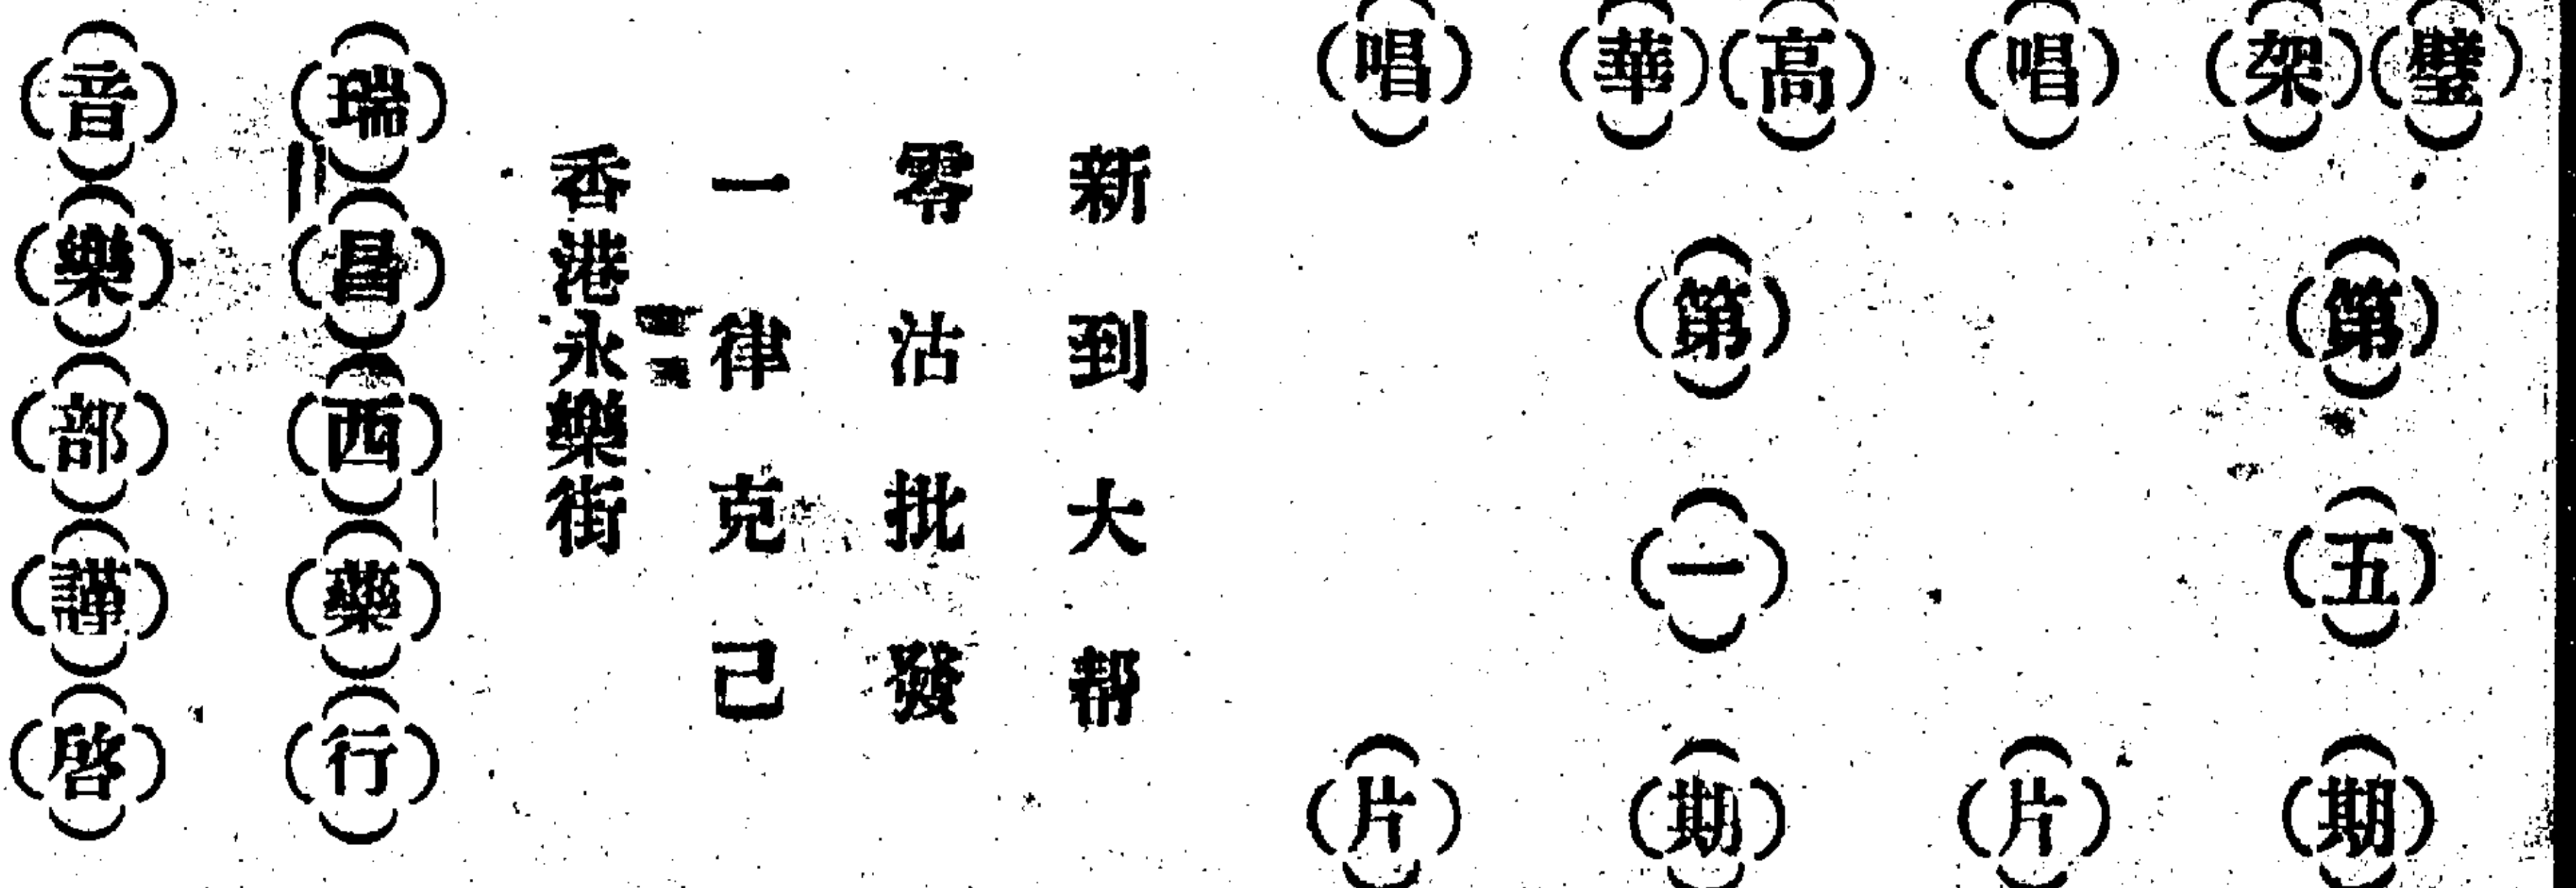 璧架第五期
唱片
高華第一期
唱片
新到大帮
零沽批發
一律克己
香港永樂街
瑞昌西藥行
音樂部謹啓